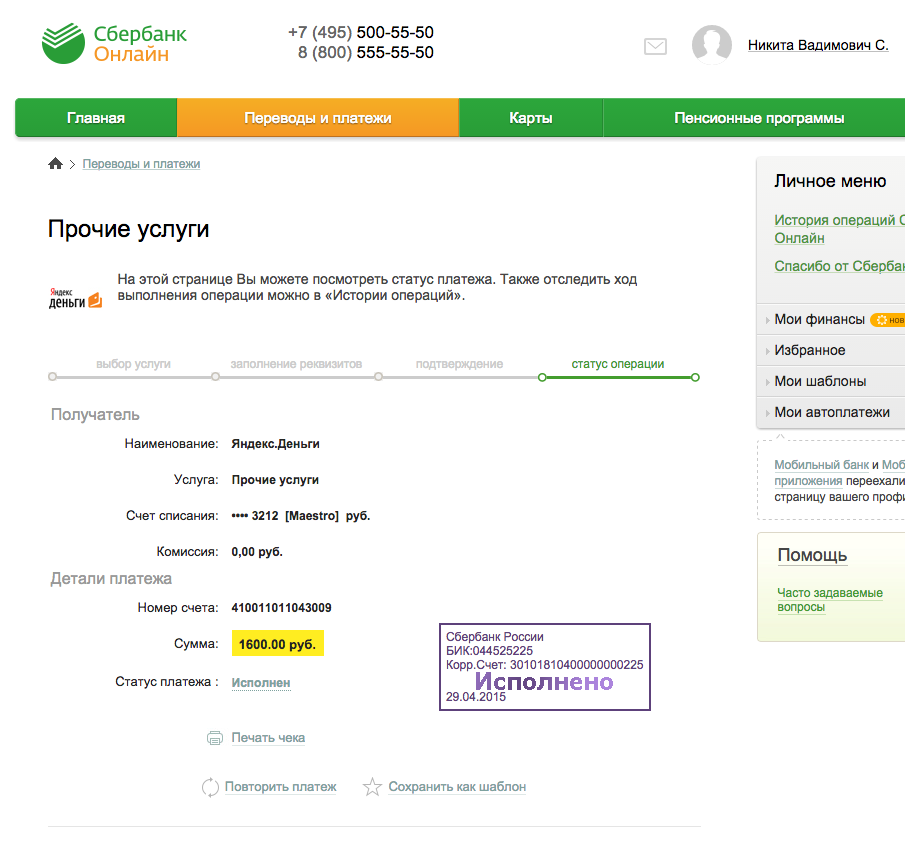 Сбербанк
Онлайн
+7 (495) 500-55-50
8 (800) 555-55-50
Никита Вадимович С.
Главная
Переводы и платежи
Карты
Пенсионные программы
Переводы и платежи
Прочие услуги
Яндекс
деньги
На этой странице Вы можете посмотреть статус платежа. Также отследить ход
выполнения операции можно в «Истории операций».
выбор услуги
заполнение реквизитов
подтверждение
статус операции
Получатель
Наименование: Яндекс.Деньги
Услуга: Прочие услуги
Счет списания: •••• 3212 [Maestro] руб.
Комиссия: 0,00 руб.
Детали платежа
Номер счета: 410011011043009
Сумма: 1600.00 руб.
Статус платежа : Исполнен
Сбербанк России
БИК:044525225
Корр.Счет: 30101810400000000225
Исполнено
29.04.2015
Печать чека
Повторить платеж
Сохранить как шаблон
Личное меню
История операций С
Онлайн
Спасибо от Сбербан
Мои финансы нов
Избранное
Мои шаблоны
Мои автоплатежи
Мобильный банк и Моб
приложения переехали
страницу вашего профи
Помощь
Часто задаваемые
вопросы